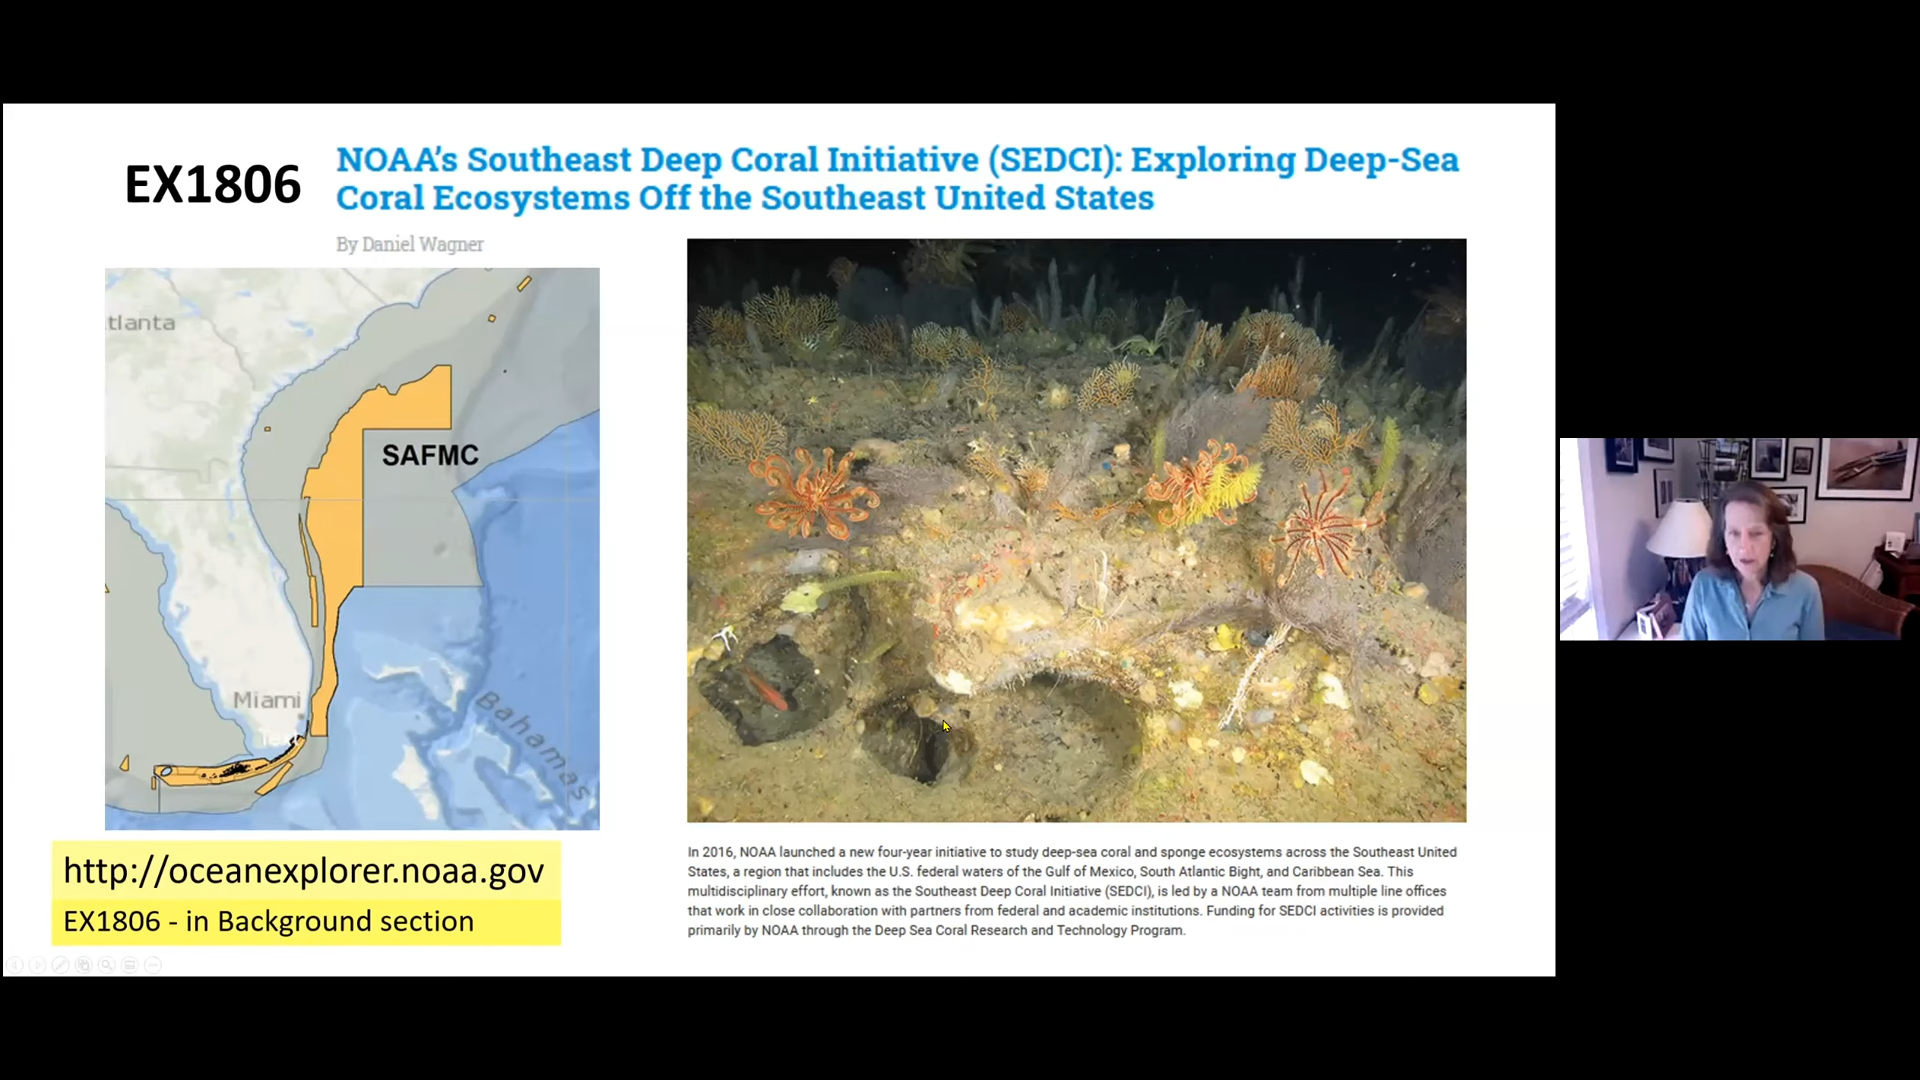 EX1806
NOAA's Southeast Deep Coral Initiative (SEDCI): Exploring Deep-Sea
Coral Ecosystems Off the Southeast United States
By Daniel Wagner
tlanta
SAFMC
Miami
Bahamas
http://oceanexplorer.noaa.gov
EX1806 - in Background section
In 2016, NOAA launched a new four-year initiative to study deep-sea coral and sponge ecosystems across the Southeast United
States, a region that includes the U.S. federal waters of the Gulf of Mexico, South Atlantic Bight, and Caribbean Sea. This
multidisciplinary effort, known as the Southeast Deep Coral Initiative (SEDCI), is led by a NOAA team from multiple line offices
that work in close collaboration with partners from federal and academic institutions. Funding for SEDCI activities is provided
primarily by NOAA through the Deep Sea Coral Research and Technology Program.